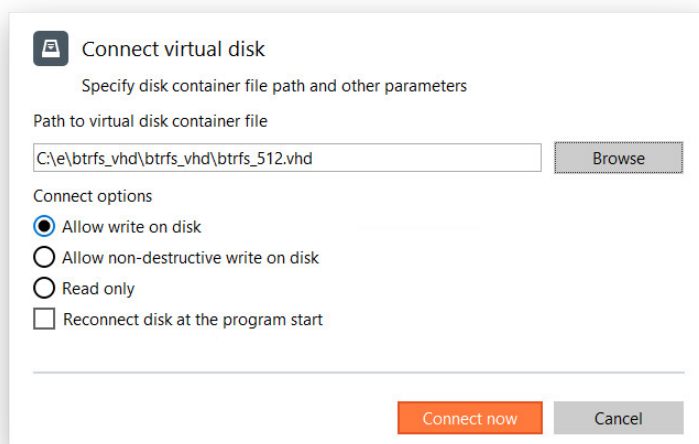 Connect virtual disk
Specify disk container file path and other parameters
Path to virtual disk container file
C:\e\btrfs_vhd\btrfs_vhd\btrfs_512.vhd
Browse
Connect options
Allow write on disk
Allow non-destructive write on disk
Read only
Reconnect disk at the program start
Connect now
Cancel